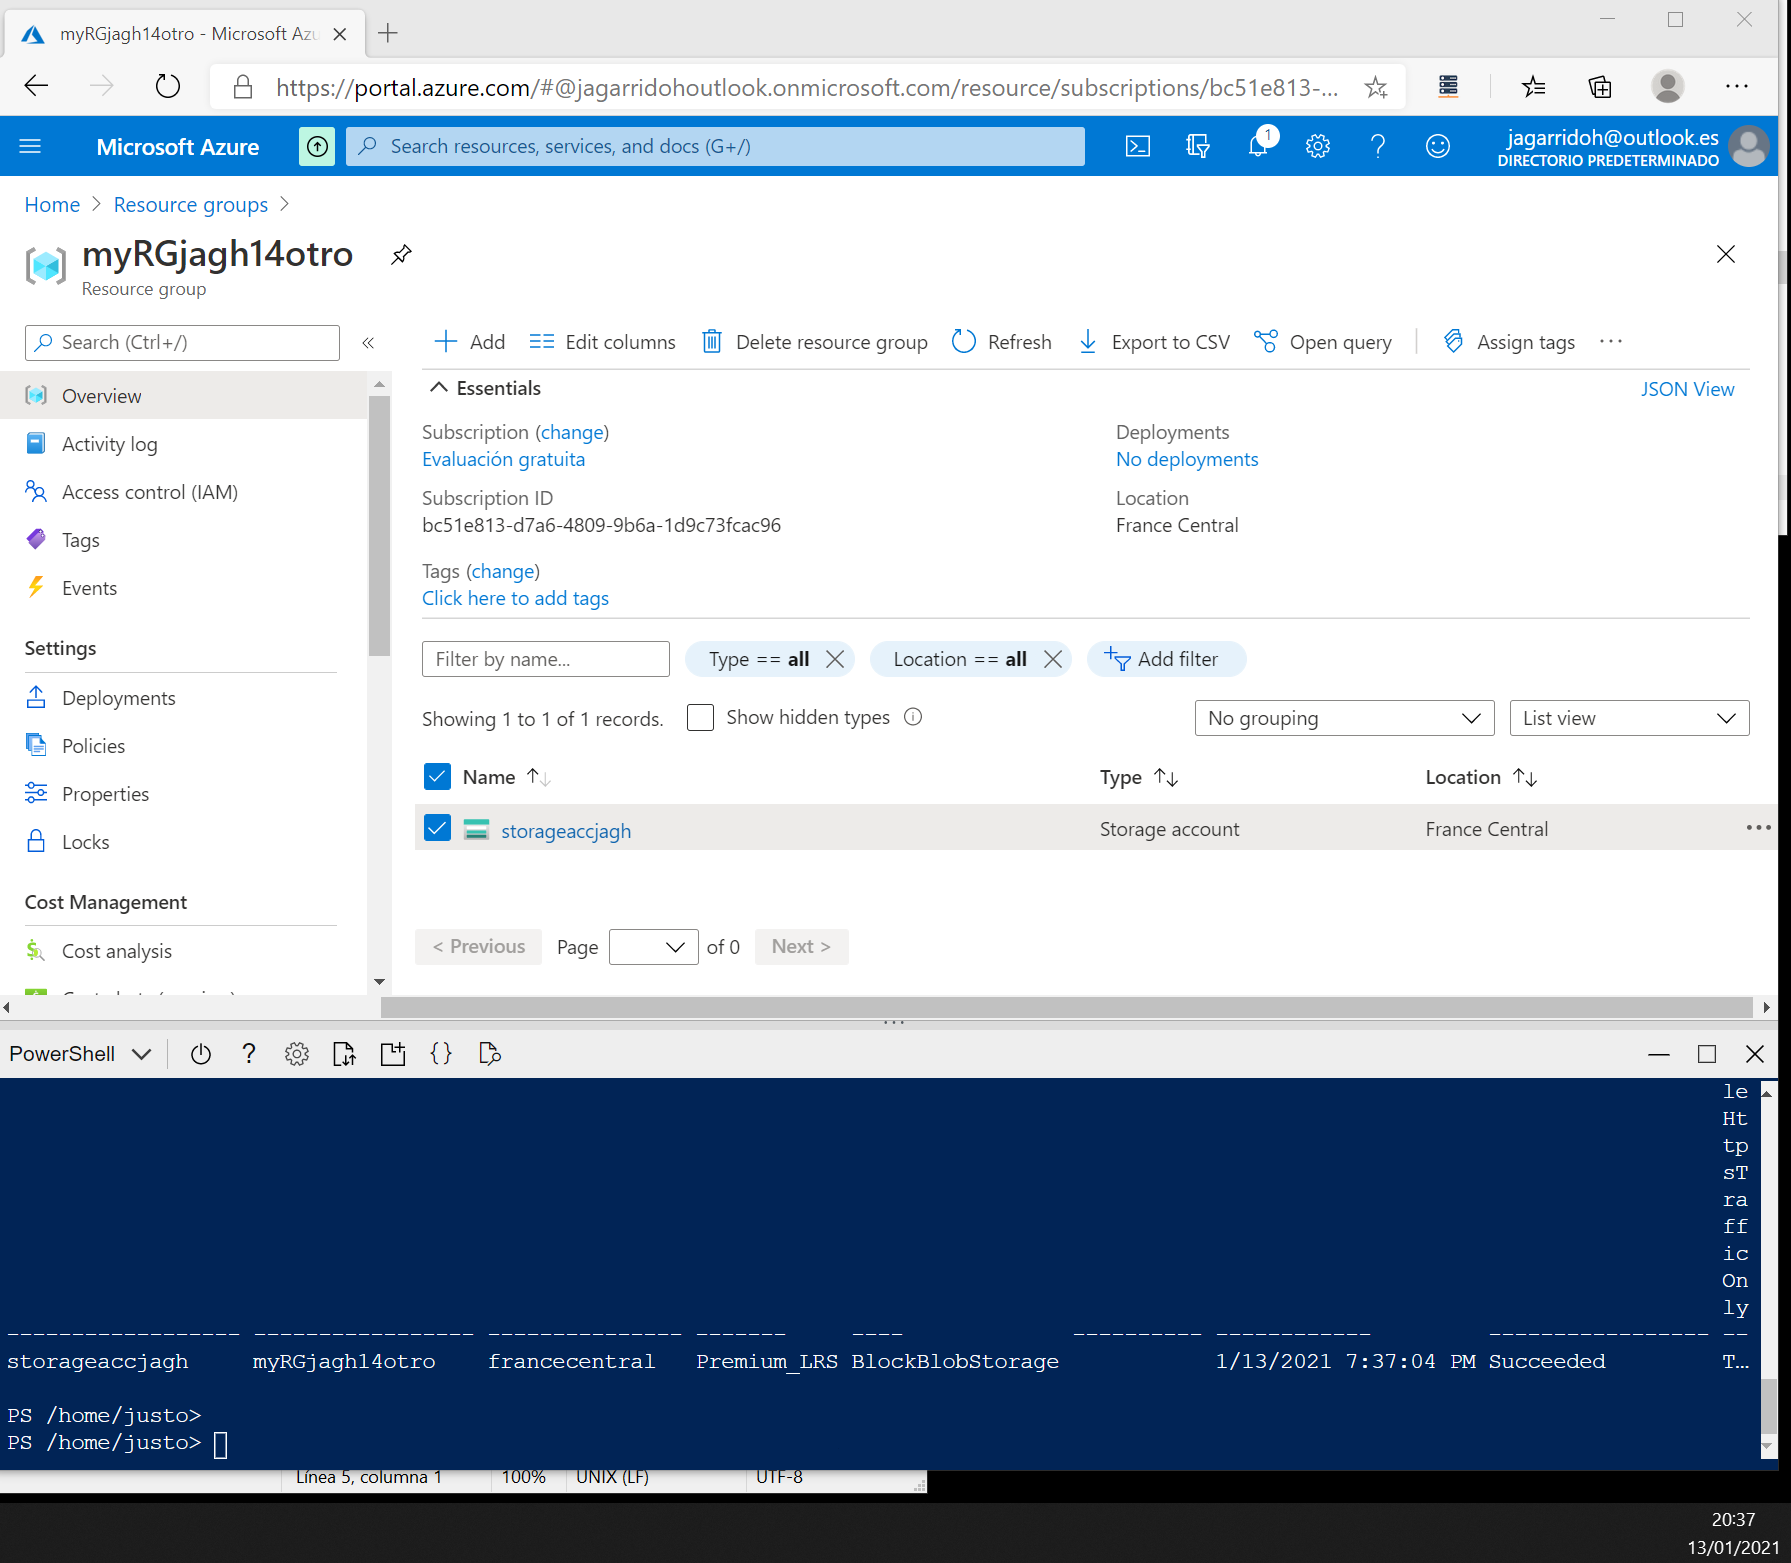 myRGjagh14otro - Microsoft Azu
https://portal.azure.com/#@jagarridohoutlook.onmicrosoft.com/resource/subscriptions/bc51e813-...
Microsoft Azure
Search resources, services, and docs (G+/)
1
jagarridoh@outlook.es
DIRECTORIO PREDETERMINADO
Home > Resource groups >
myRGjagh14otro
Resource group
Search (Ctrl+/)
«
Add
Edit columns
Delete resource group
Refresh
Export to CSV
Open query
Assign tags
...
Overview
Activity log
Access control (IAM)
Tags
Events
Settings
Deployments
Policies
Properties
Locks
Cost Management
Cost analysis
Essentials
JSON View
Subscription (change)
Evaluación gratuita
Subscription ID
bc51e813-d7a6-4809-9b6a-1d9c73fcac96
Deployments
No deployments
Location
France Central
Tags (change)
Click here to add tags
Filter by name...
Type == all
Location == all
Add filter
Showing 1 to 1 of 1 records.
Show hidden types
No grouping
List view
Name
Type
Location
storageaccjagh
Storage account
France Central
< Previous
Page
of 0
Next >
PowerShell
?
{}
le
Ht
tp
sT
ra
ff
ic
On
ly
------------------ ----------------- --------------- ------- ---- ---------- ------------ ----------------- --
storageaccjagh myRGjagh14otro francecentral Premium_LRS BlockBlobStorage 1/13/2021 7:37:04 PM Succeeded T…
PS /home/justo>
PS /home/justo>
Línea 5, columna 1
100%
UNIX (LF)
UTF-8
20:37
13/01/2021